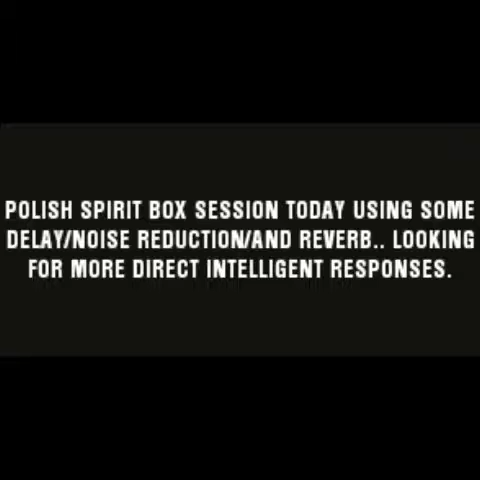 POLISH SPIRIT BOX SESSION TODAY USING SOME
DELAY/NOISE REDUCTION/AND REVERB.. LOOKING
FOR MORE DIRECT INTELLIGENT RESPONSES.